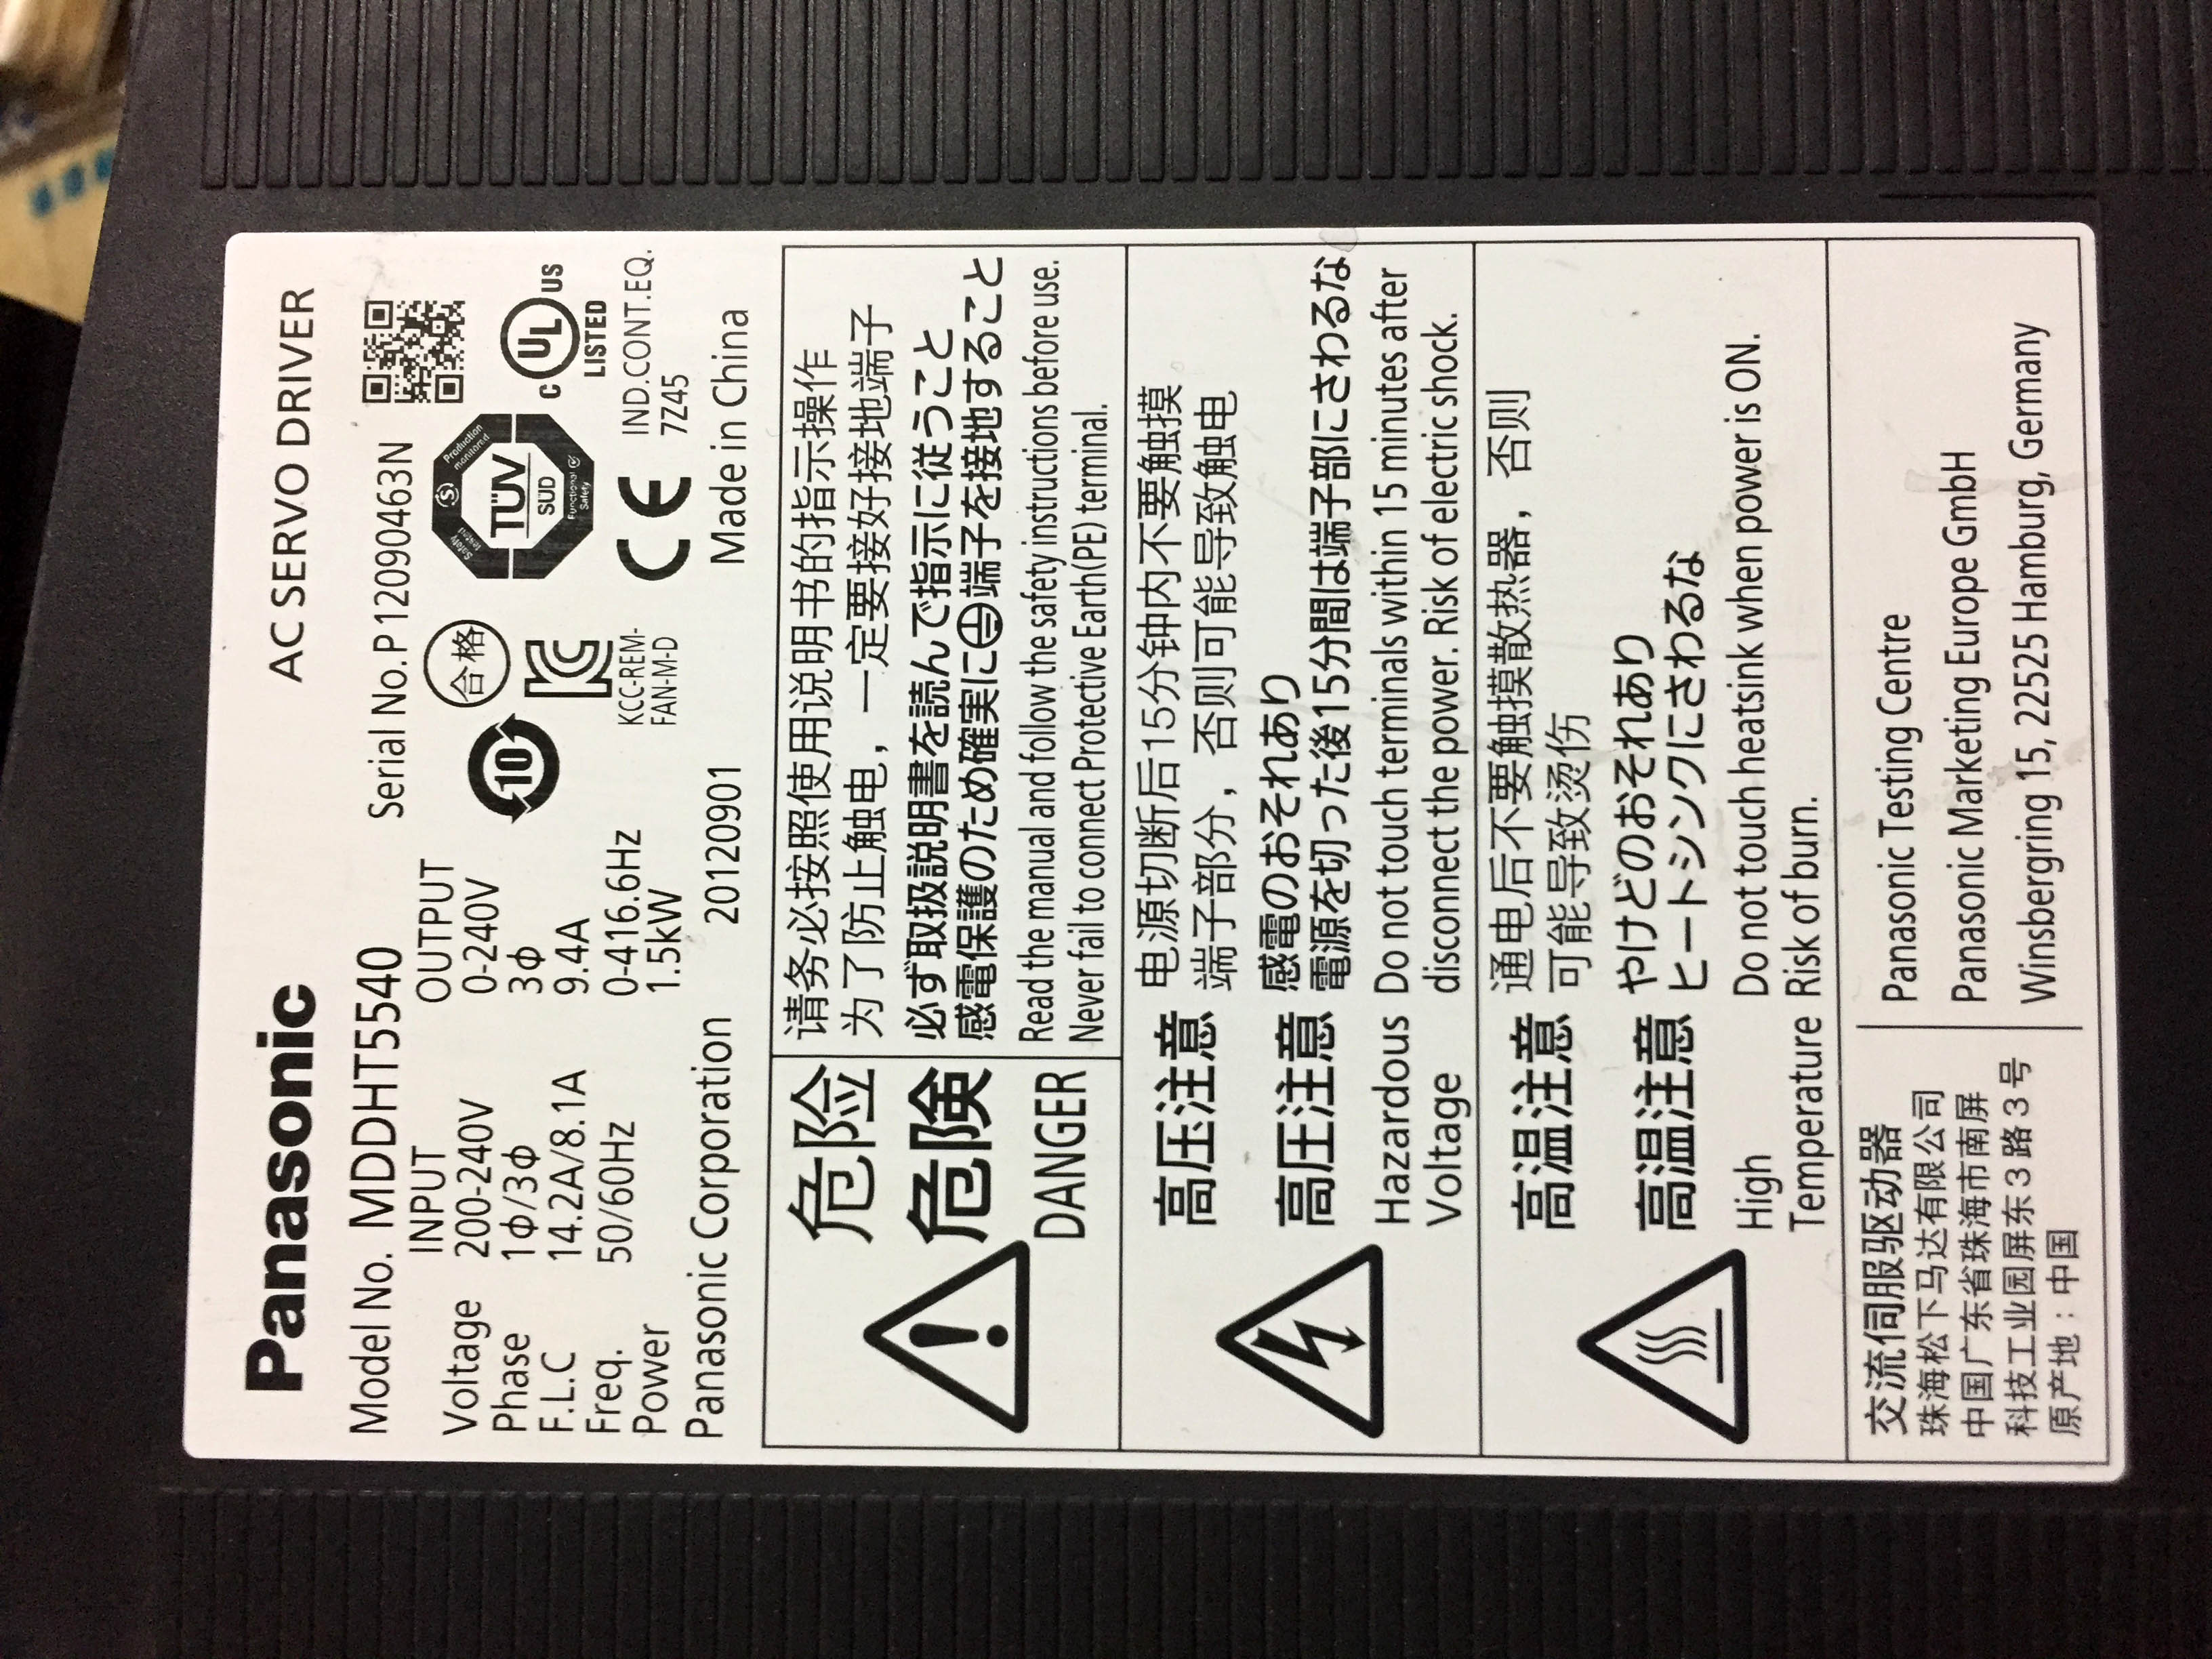 Panasonic AC SERVO DRIVER
Model No. MDDHT5540 Serial No.P12090463N
INPUT OUTPUT
Voltage 200-240V 0-240V
Phase 1ϕ/3ϕ 3ϕ
F.L.C 14.2A/8.1A 9.4A
Freq. 50/60Hz 0-416.6Hz
Power 1.5kW
Panasonic Corporation 20120901 Made in China
10
合格
KCC-REM-
FAN-M-D
Safety tested
Production monitored
TÜV
SÜD
Functional Safety
CE
C UL US
LISTED
IND.CONT.EQ.
7Z45
危险
请务必按照使用说明书的指示操作
为了防止触电，一定要接好接地端子
危険
必ず取扱説明書を読んで指示に従うこと
感電保護のため確実に⏚端子を接地すること
DANGER
Read the manual and follow the safety instructions before use.
Never fail to connect Protective Earth(PE) terminal.
高压注意
电源切断后15分钟内不要触摸
端子部分，否则可能导致触电
高圧注意
感電のおそれあり
電源を切った後15分間は端子部にさわるな
Hazardous Voltage
Do not touch terminals within 15 minutes after
disconnect the power. Risk of electric shock.
高温注意
通电后不要触摸散热器，否则
可能导致烫伤
高温注意
やけどのおそれあり
ヒートシンクにさわるな
High Temperature
Do not touch heatsink when power is ON.
Risk of burn.
交流伺服驱动器
珠海松下马达有限公司
中国广东省珠海市南屏
科技工业园屏东3路3号
原产地：中国
Panasonic Testing Centre
Panasonic Marketing Europe GmbH
Winsbergring 15, 22525 Hamburg, Germany